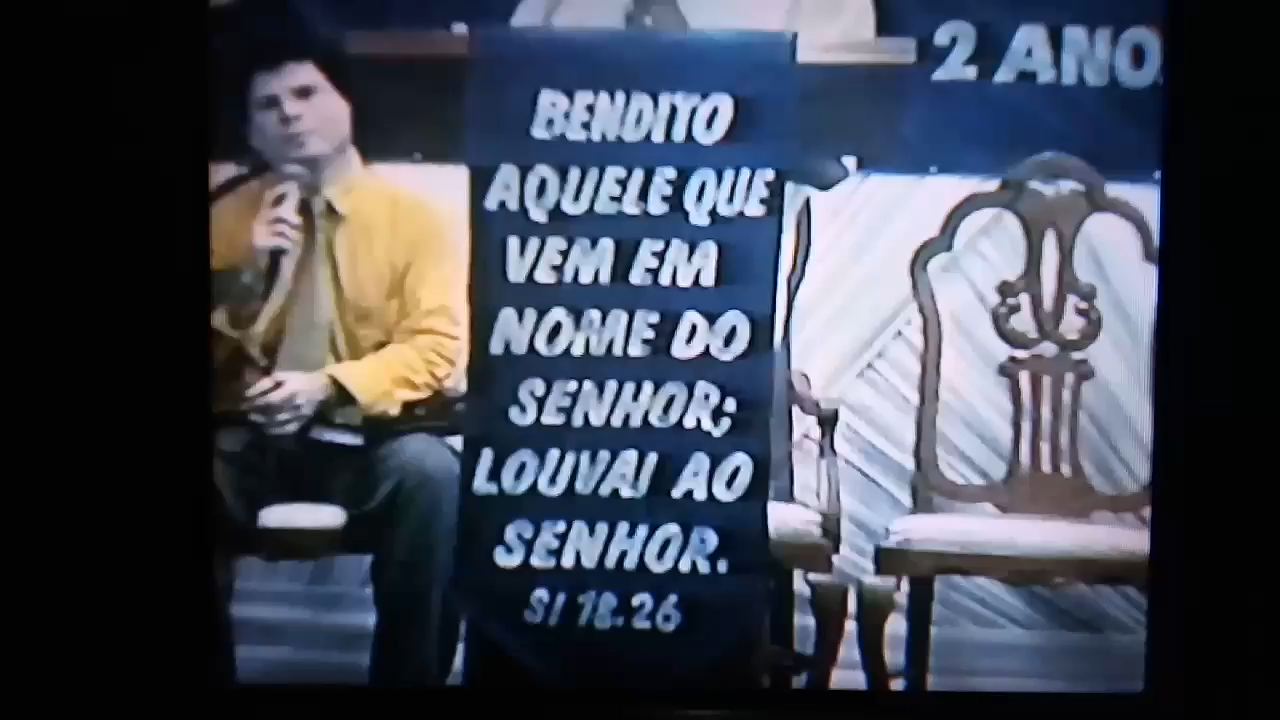 2 ANO
BENDITO
AQUELE QUE
VEM EM
NOME DO
SENHOR;
LOUVAI AO
SENHOR.
Sl 18.26